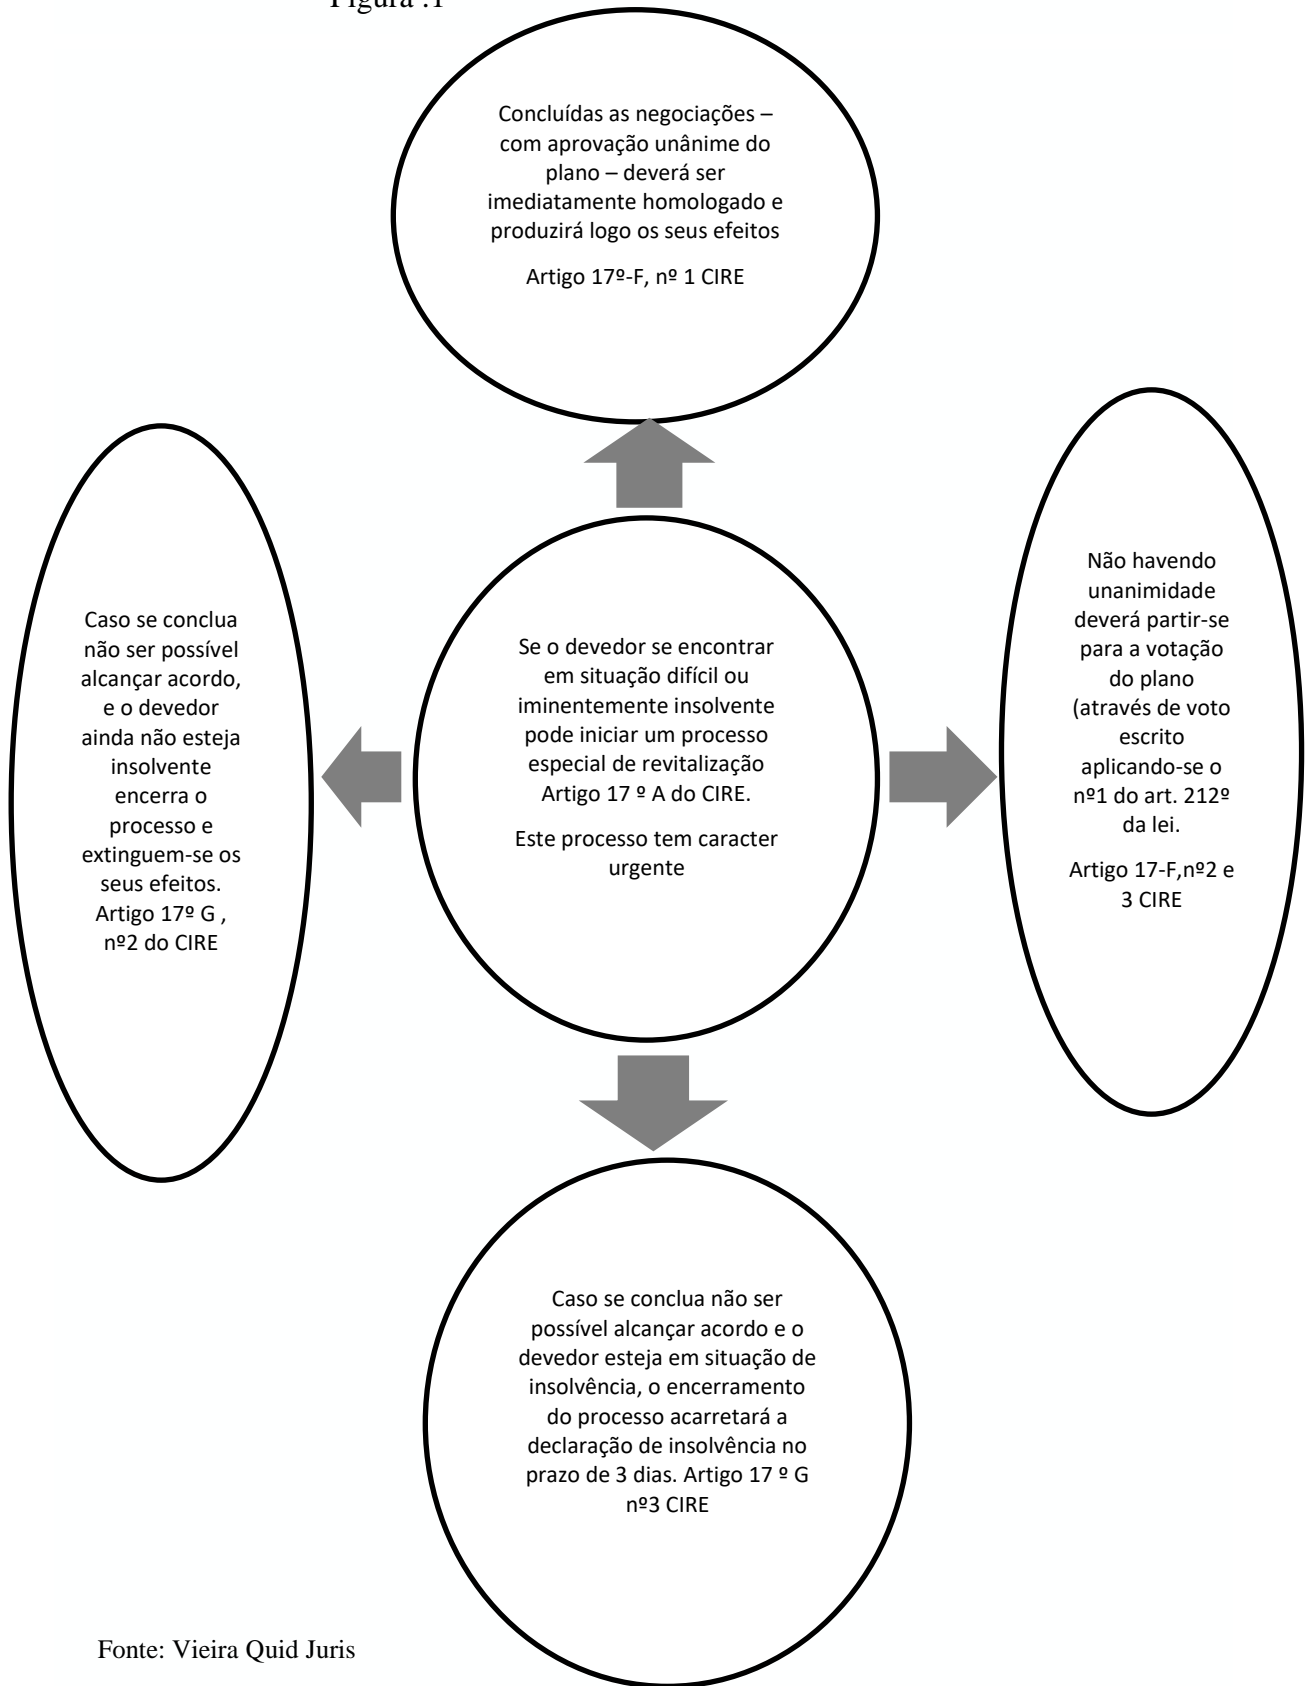 Figura .1
Concluídas as negociações –
com aprovação unânime do
plano – deverá ser
imediatamente homologado e
produzirá logo os seus efeitos
Artigo 17º-F, nº 1 CIRE
Caso se conclua
não ser possível
alcançar acordo,
e o devedor
ainda não esteja
insolvente
encerra o
processo e
extinguem-se os
seus efeitos.
Artigo 17º G ,
nº2 do CIRE
Se o devedor se encontrar
em situação difícil ou
iminentemente insolvente
pode iniciar um processo
especial de revitalização
Artigo 17 º A do CIRE.
Este processo tem caracter
urgente
Não havendo
unanimidade
deverá partir-se
para a votação
do plano
(através de voto
escrito
aplicando-se o
nº1 do art. 212º
da lei.
Artigo 17-F,nº2 e
3 CIRE
Caso se conclua não ser
possível alcançar acordo e o
devedor esteja em situação de
insolvência, o encerramento
do processo acarretará a
declaração de insolvência no
prazo de 3 dias. Artigo 17 º G
nº3 CIRE
Fonte: Vieira Quid Juris